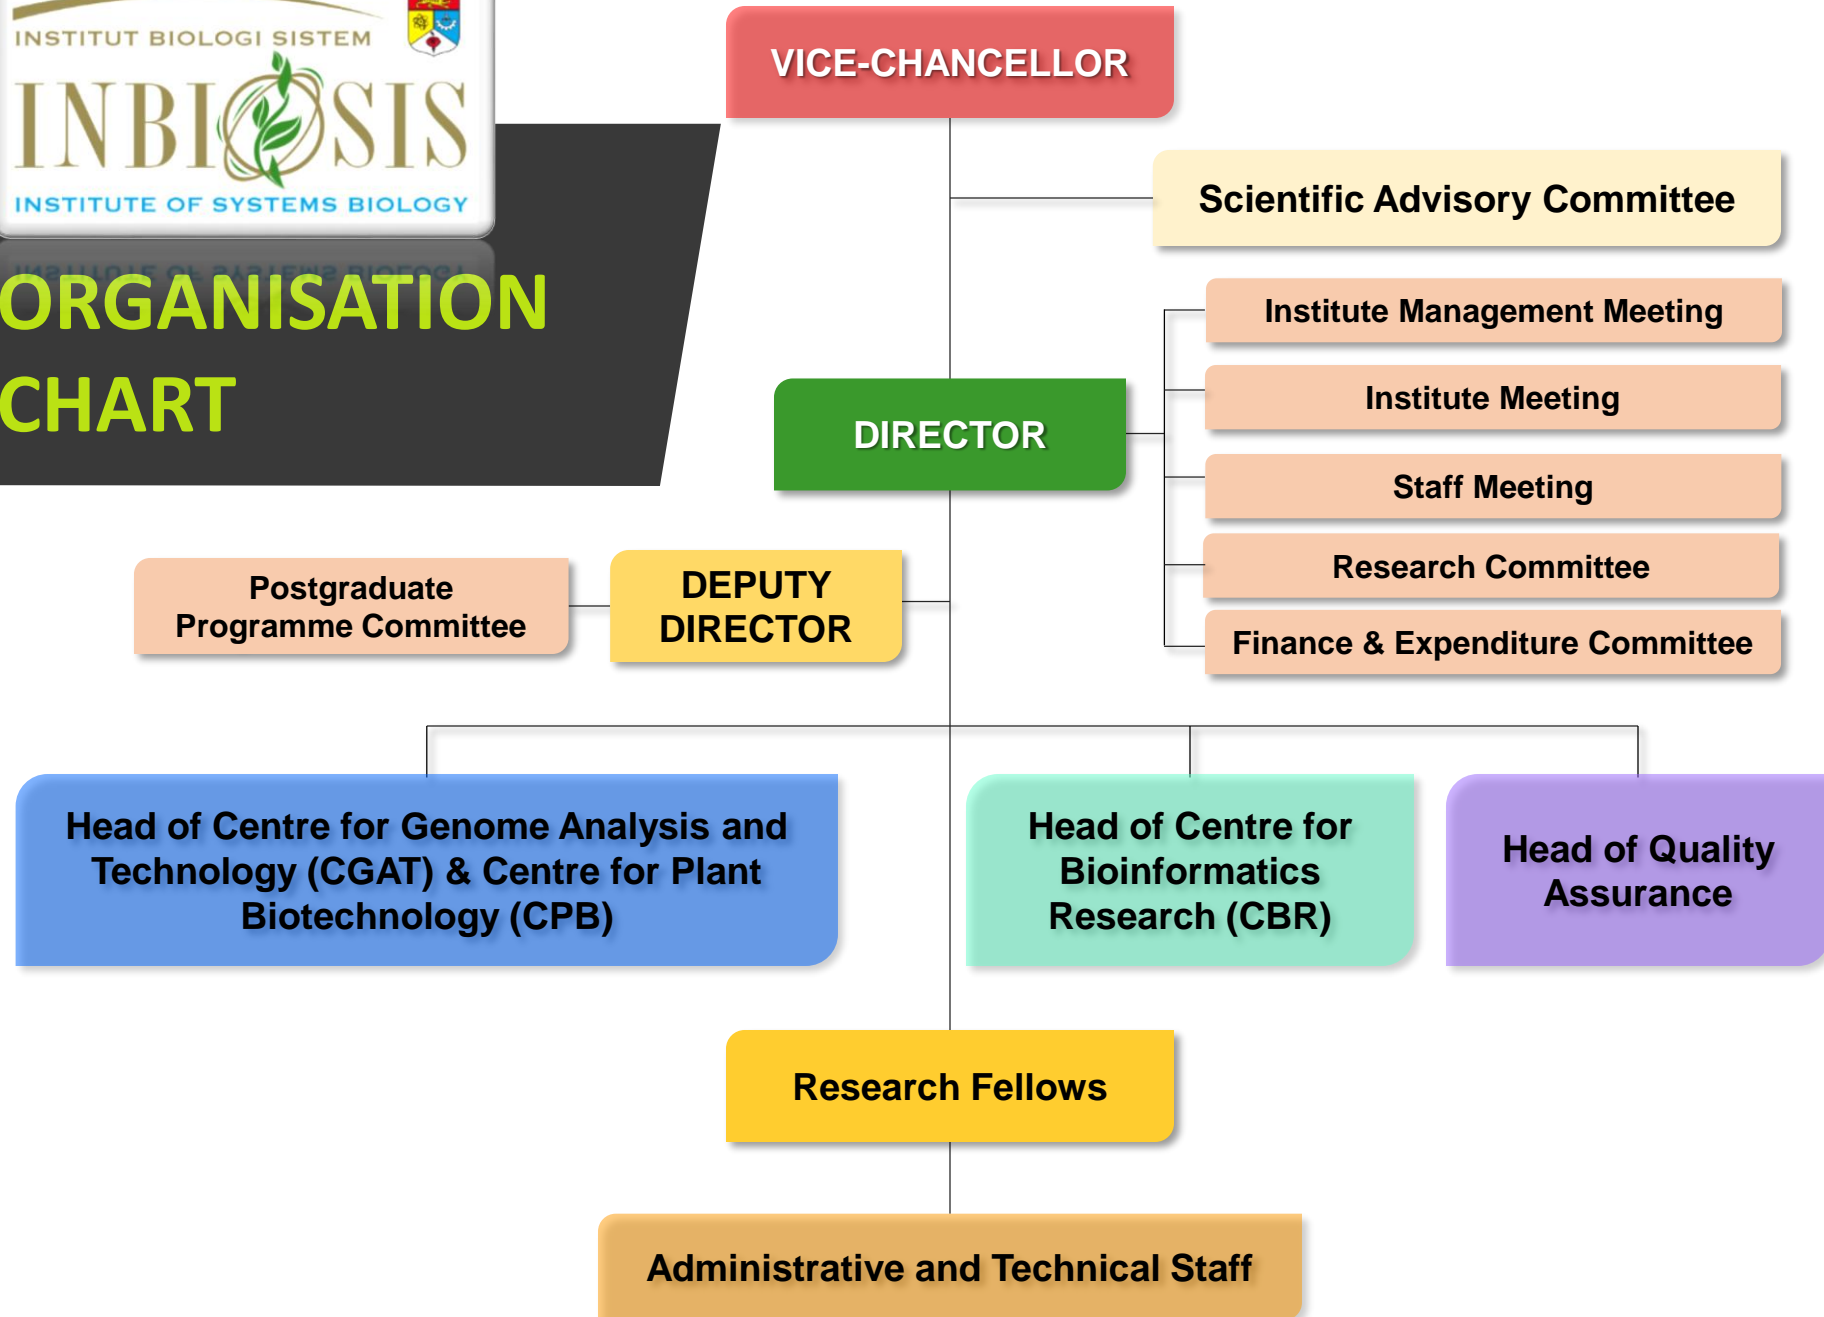 INSTITUT BIOLOGI SISTEM
INBIOSIS
INSTITUTE OF SYSTEMS BIOLOGY
ORGANISATION
CHART
VICE-CHANCELLOR
Scientific Advisory Committee
Institute Management Meeting
Institute Meeting
DIRECTOR
Staff Meeting
Research Committee
Finance & Expenditure Committee
Postgraduate
Programme Committee
DEPUTY
DIRECTOR
Head of Centre for Genome Analysis and
Technology (CGAT) & Centre for Plant
Biotechnology (CPB)
Head of Centre for
Bioinformatics
Research (CBR)
Head of Quality
Assurance
Research Fellows
Administrative and Technical Staff